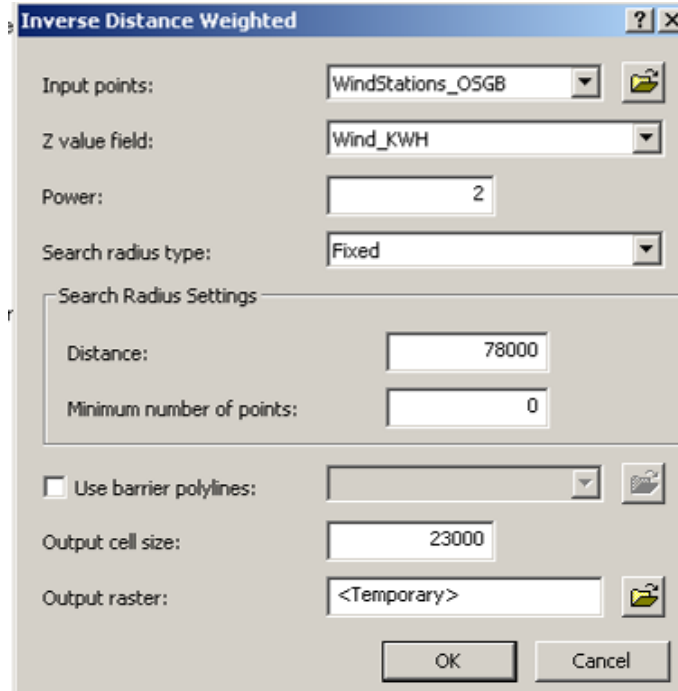 Inverse Distance Weighted
Input points: WindStations_OSGB
Z value field: Wind_KWH
Power: 2
Search radius type: Fixed
Search Radius Settings
Distance: 78000
Minimum number of points: 0
Use barrier polylines:
Output cell size: 23000
Output raster: <Temporary>
OK Cancel